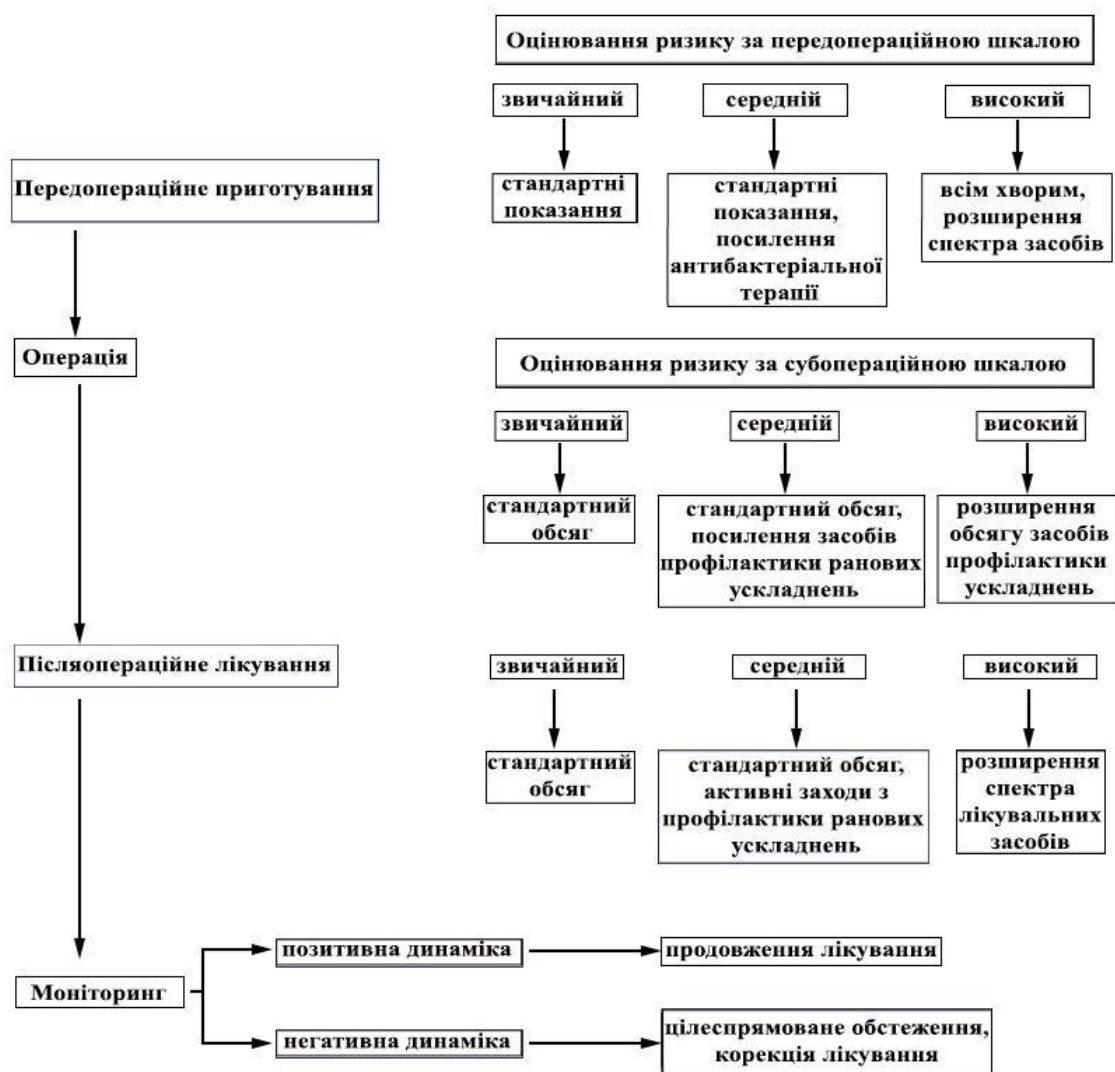 Оцінювання ризику за передопераційною шкалою
звичайний
середній
високий
Передопераційне приготування
стандартні
показання
стандартні
показання,
посилення
антибактеріальної
терапії
всім хворим,
розширення
спектра засобів
Операція
Оцінювання ризику за субопераційною шкалою
звичайний
середній
високий
стандартний
обсяг
стандартний обсяг,
посилення засобів
профілактики ранових
ускладнень
розширення
обсягу засобів
профілактики
ускладнень
Післяопераційне лікування
звичайний
середній
високий
стандартний
обсяг
стандартний обсяг,
активні заходи з
профілактики ранових
ускладнень
розширення
спектра
лікувальних
засобів
Моніторинг
позитивна динаміка
продовження лікування
негативна динаміка
цілеспрямоване обстеження,
корекція лікування